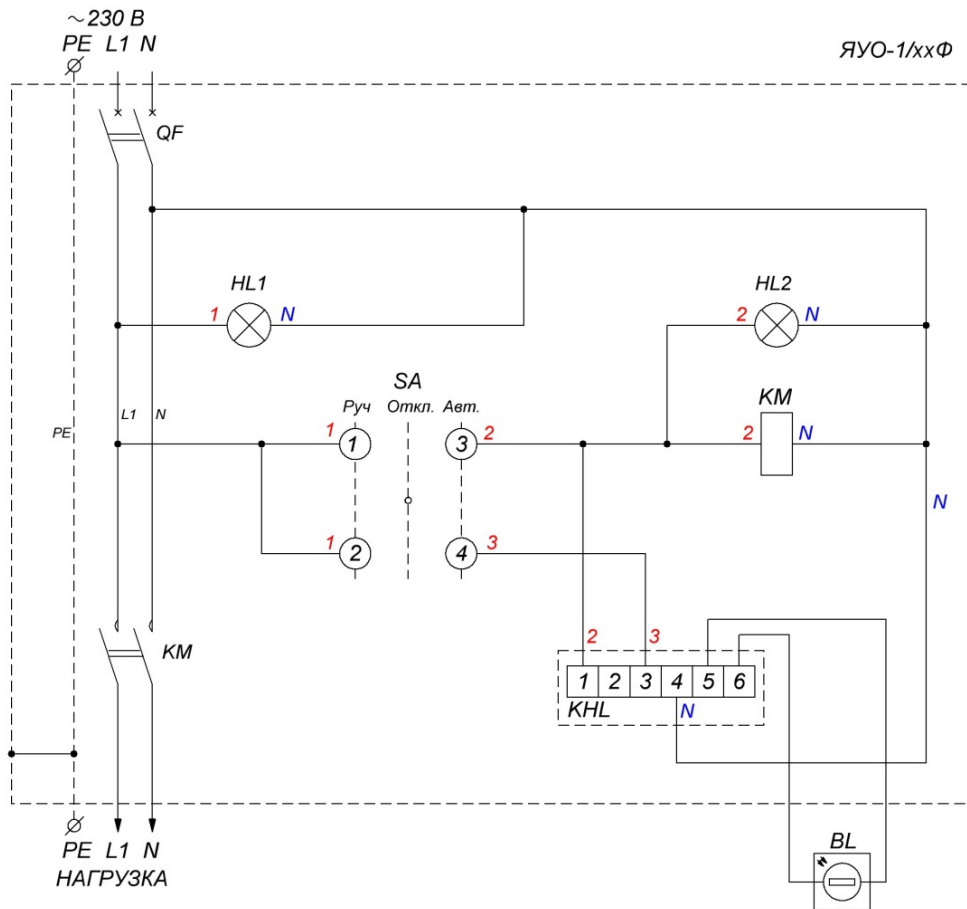 ~230 В
PE L1 N
ЯУО-1/ххФ
QF
HL1
HL2
1 N
2 N
SA
KM
Руч Откл. Авт.
L1 N
PE
1 1
3 2
2 N
N
1 2
4 3
KM
2 3
1 2 3 4 5 6
KHL N
BL
PE L1 N
НАГРУЗКА